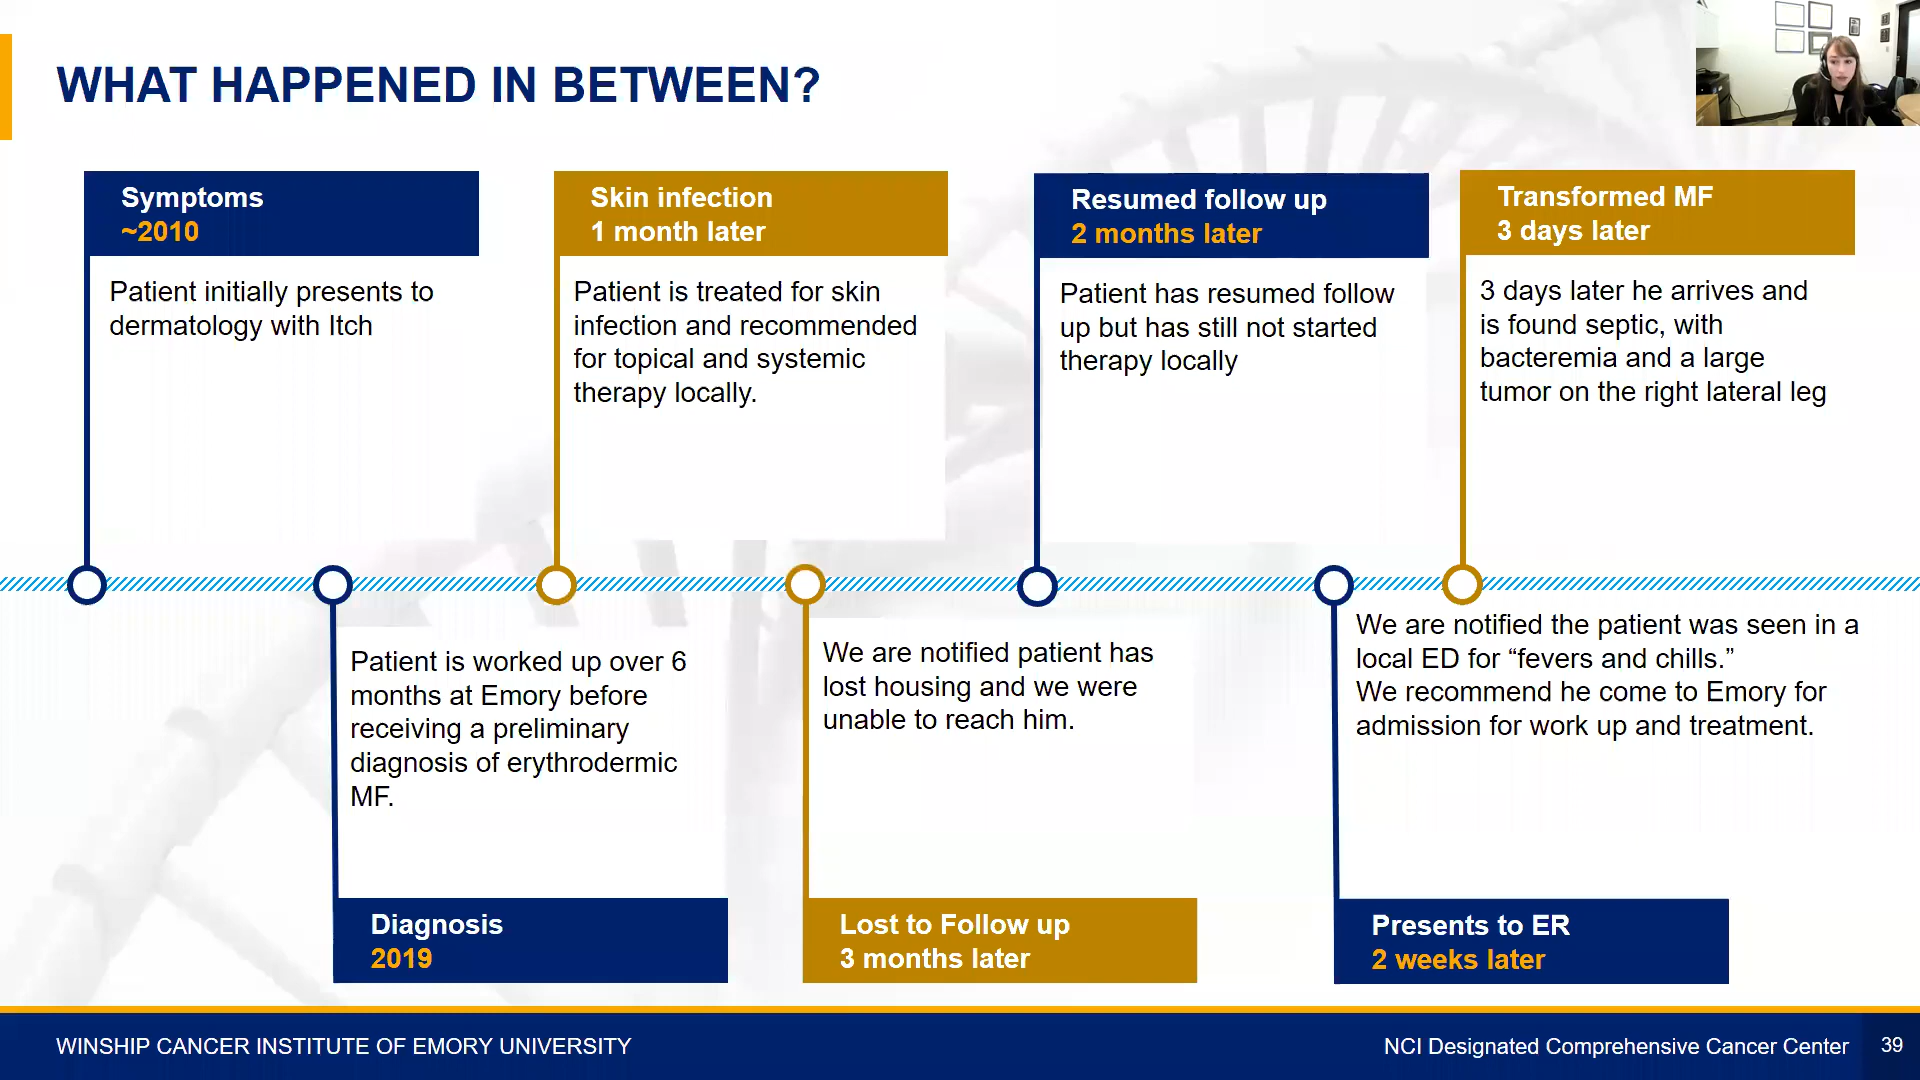 WHAT HAPPENED IN BETWEEN?
Symptoms
~2010
Patient initially presents to
dermatology with Itch
Patient is worked up over 6
months at Emory before
receiving a preliminary
diagnosis of erythrodermic
MF.
Diagnosis
2019
Skin infection
1 month later
Patient is treated for skin
infection and recommended
for topical and systemic
therapy locally.
We are notified patient has
lost housing and we were
unable to reach him.
Lost to Follow up
3 months later
Resumed follow up
2 months later
Patient has resumed follow
up but has still not started
therapy locally
We are notified the patient was seen in a
local ED for “fevers and chills.”
We recommend he come to Emory for
admission for work up and treatment.
Presents to ER
2 weeks later
Transformed MF
3 days later
3 days later he arrives and
is found septic, with
bacteremia and a large
tumor on the right lateral leg
WINSHIP CANCER INSTITUTE OF EMORY UNIVERSITY
NCI Designated Comprehensive Cancer Center
39